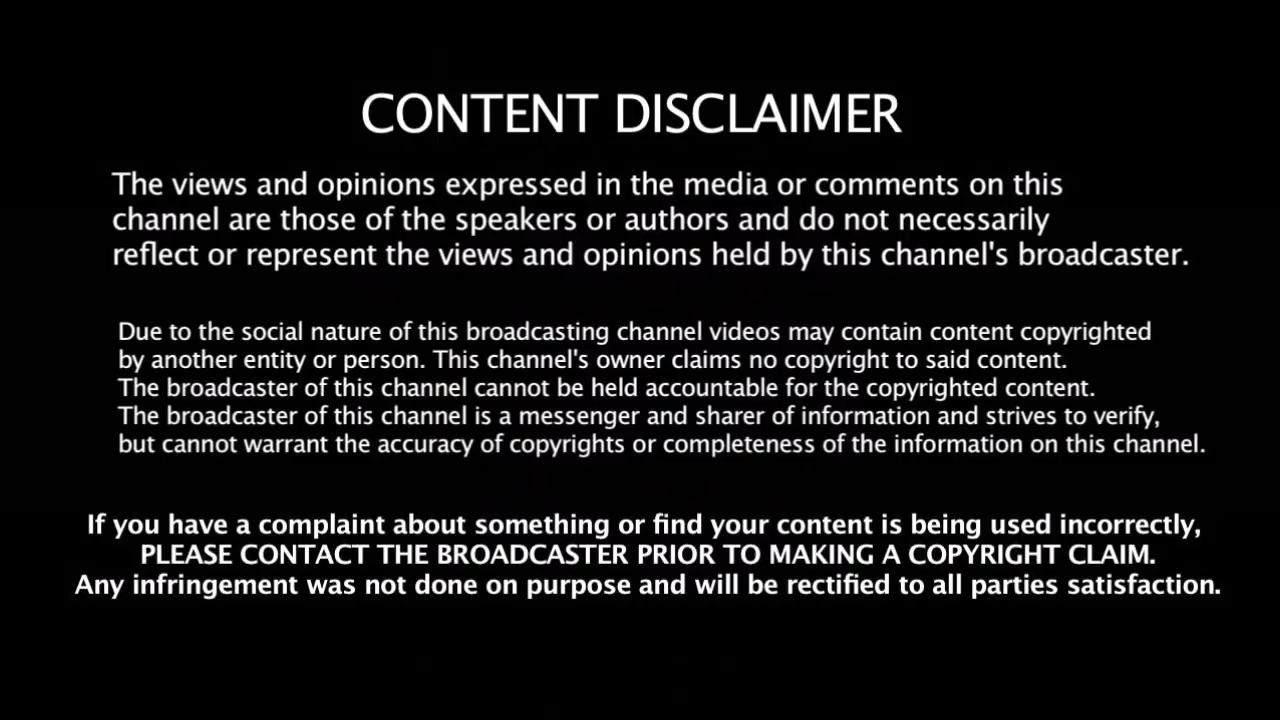 CONTENT DISCLAIMER
The views and opinions expressed in the media or comments on this
channel are those of the speakers or authors and do not necessarily
reflect or represent the views and opinions held by this channel's broadcaster.
Due to the social nature of this broadcasting channel videos may contain content copyrighted
by another entity or person. This channel's owner claims no copyright to said content.
The broadcaster of this channel cannot be held accountable for the copyrighted content.
The broadcaster of this channel is a messenger and sharer of information and strives to verify,
but cannot warrant the accuracy of copyrights or completeness of the information on this channel.
If you have a complaint about something or find your content is being used incorrectly,
PLEASE CONTACT THE BROADCASTER PRIOR TO MAKING A COPYRIGHT CLAIM.
Any infringement was not done on purpose and will be rectified to all parties satisfaction.